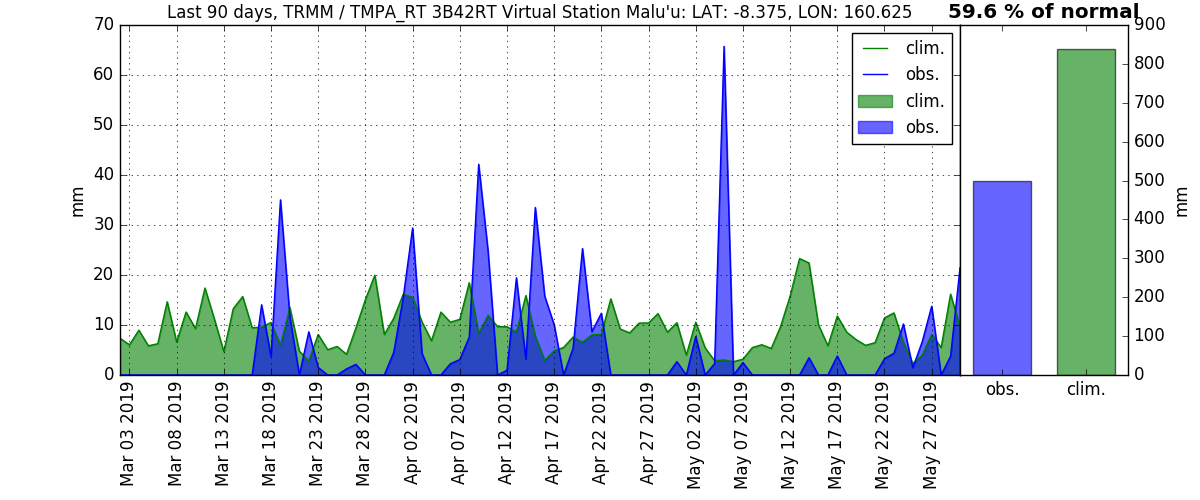 Last 90 days, TRMM / TMPA_RT 3B42RT Virtual Station Malu'u: LAT: -8.375, LON: 160.625
59.6 % of normal
70
60
50
40
30
20
10
0
mm
clim.
obs.
clim.
obs.
900
800
700
600
500
400
300
200
100
0
mm
Mar 03 2019
Mar 08 2019
Mar 13 2019
Mar 18 2019
Mar 23 2019
Mar 28 2019
Apr 02 2019
Apr 07 2019
Apr 12 2019
Apr 17 2019
Apr 22 2019
Apr 27 2019
May 02 2019
May 07 2019
May 12 2019
May 17 2019
May 22 2019
May 27 2019
obs.
clim.